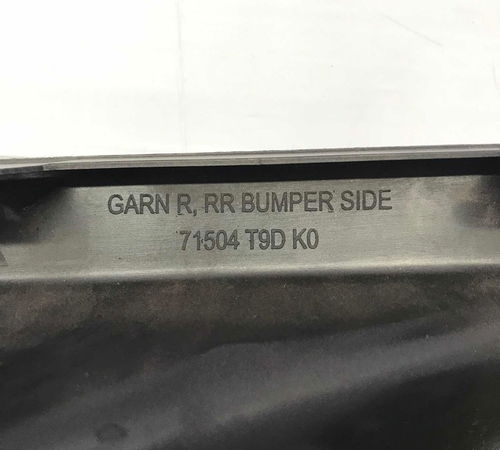 GARN R, RR BUMPER SIDE
71504 T9D K0